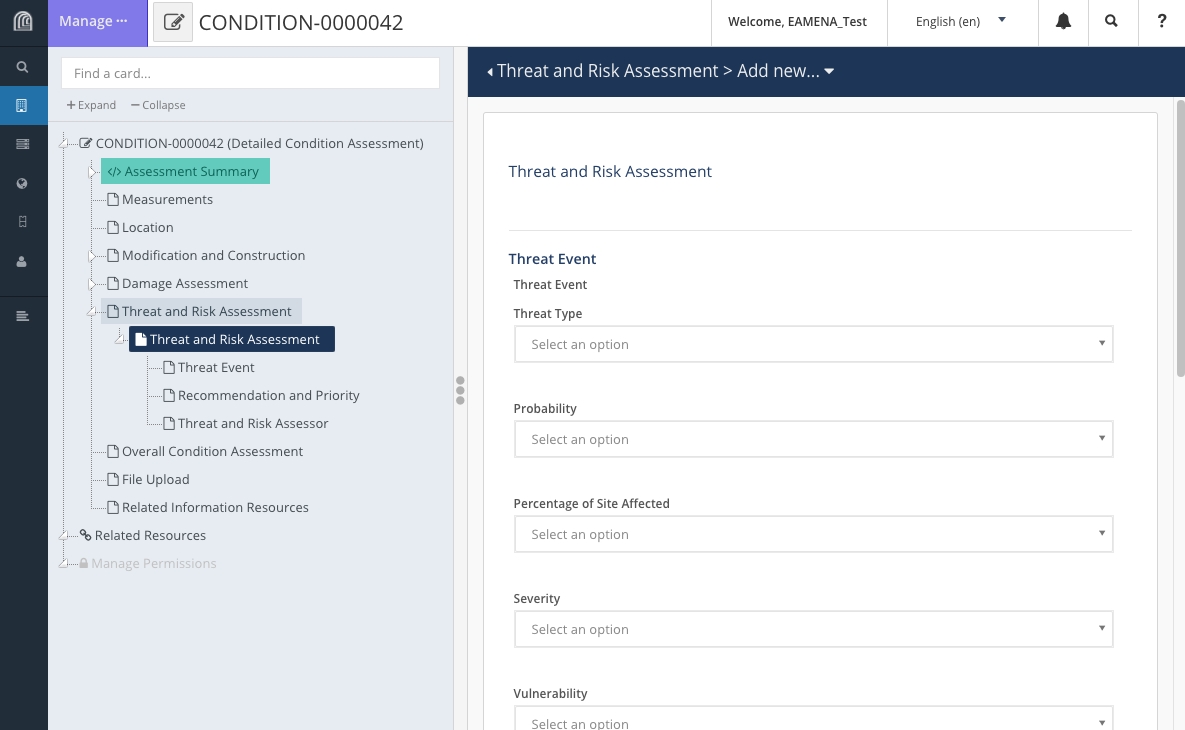 Manage ···
CONDITION-0000042
Welcome, EAMENA_Test
English (en)
?
Find a card...
+ Expand
− Collapse
CONDITION-0000042 (Detailed Condition Assessment)
</> Assessment Summary
Measurements
Location
Modification and Construction
Damage Assessment
Threat and Risk Assessment
Threat and Risk Assessment
Threat Event
Recommendation and Priority
Threat and Risk Assessor
Overall Condition Assessment
File Upload
Related Information Resources
Related Resources
Manage Permissions
Threat and Risk Assessment > Add new...
Threat and Risk Assessment
Threat Event
Threat Event
Threat Type
Select an option
Probability
Select an option
Percentage of Site Affected
Select an option
Severity
Select an option
Vulnerability
Select an option